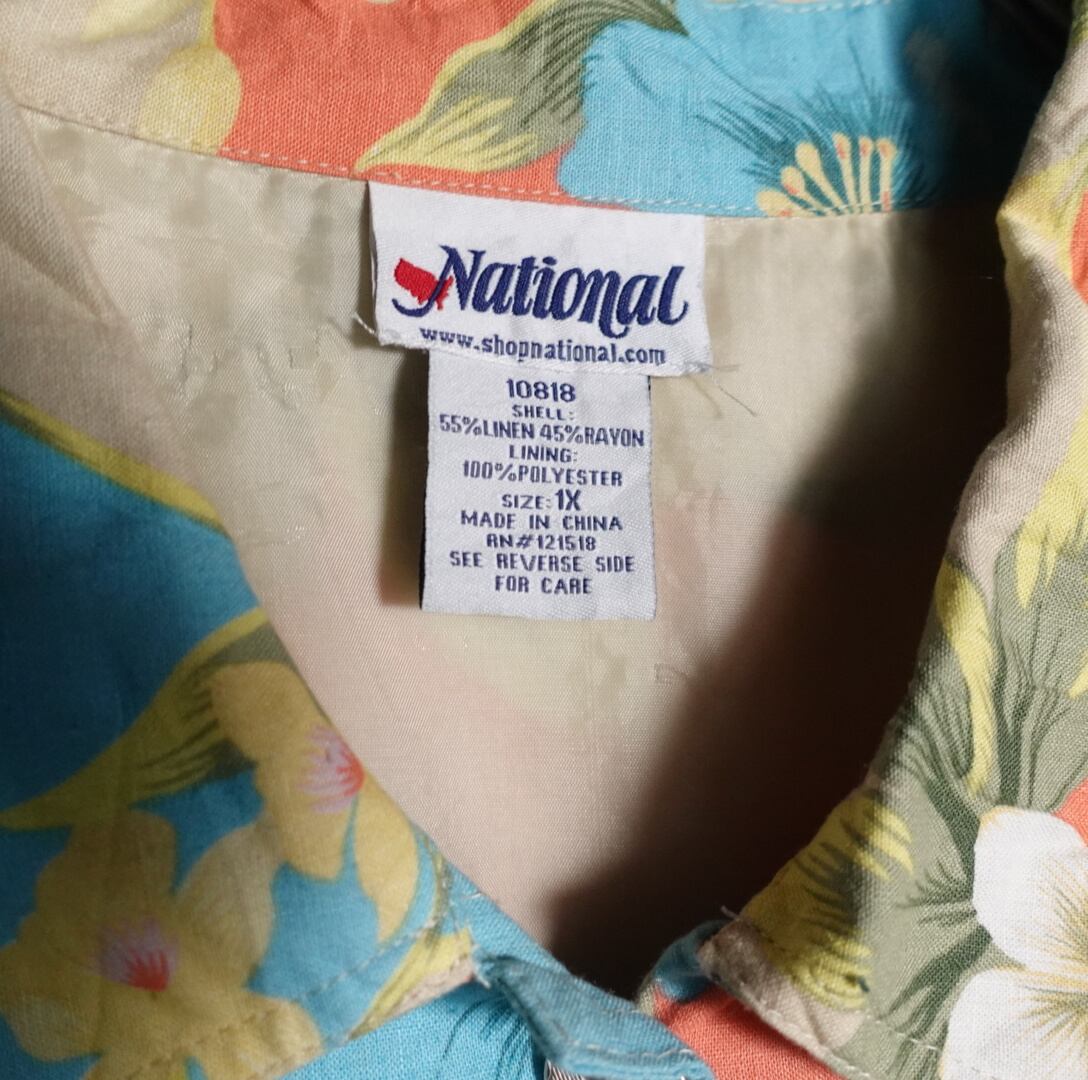 National
www.shopnational.com
10818
SHELL:
55%LINEN 45%RAYON
LINING:
100%POLYESTER
SIZE:1X
MADE IN CHINA
RN#121518
SEE REVERSE SIDE
FOR CARE